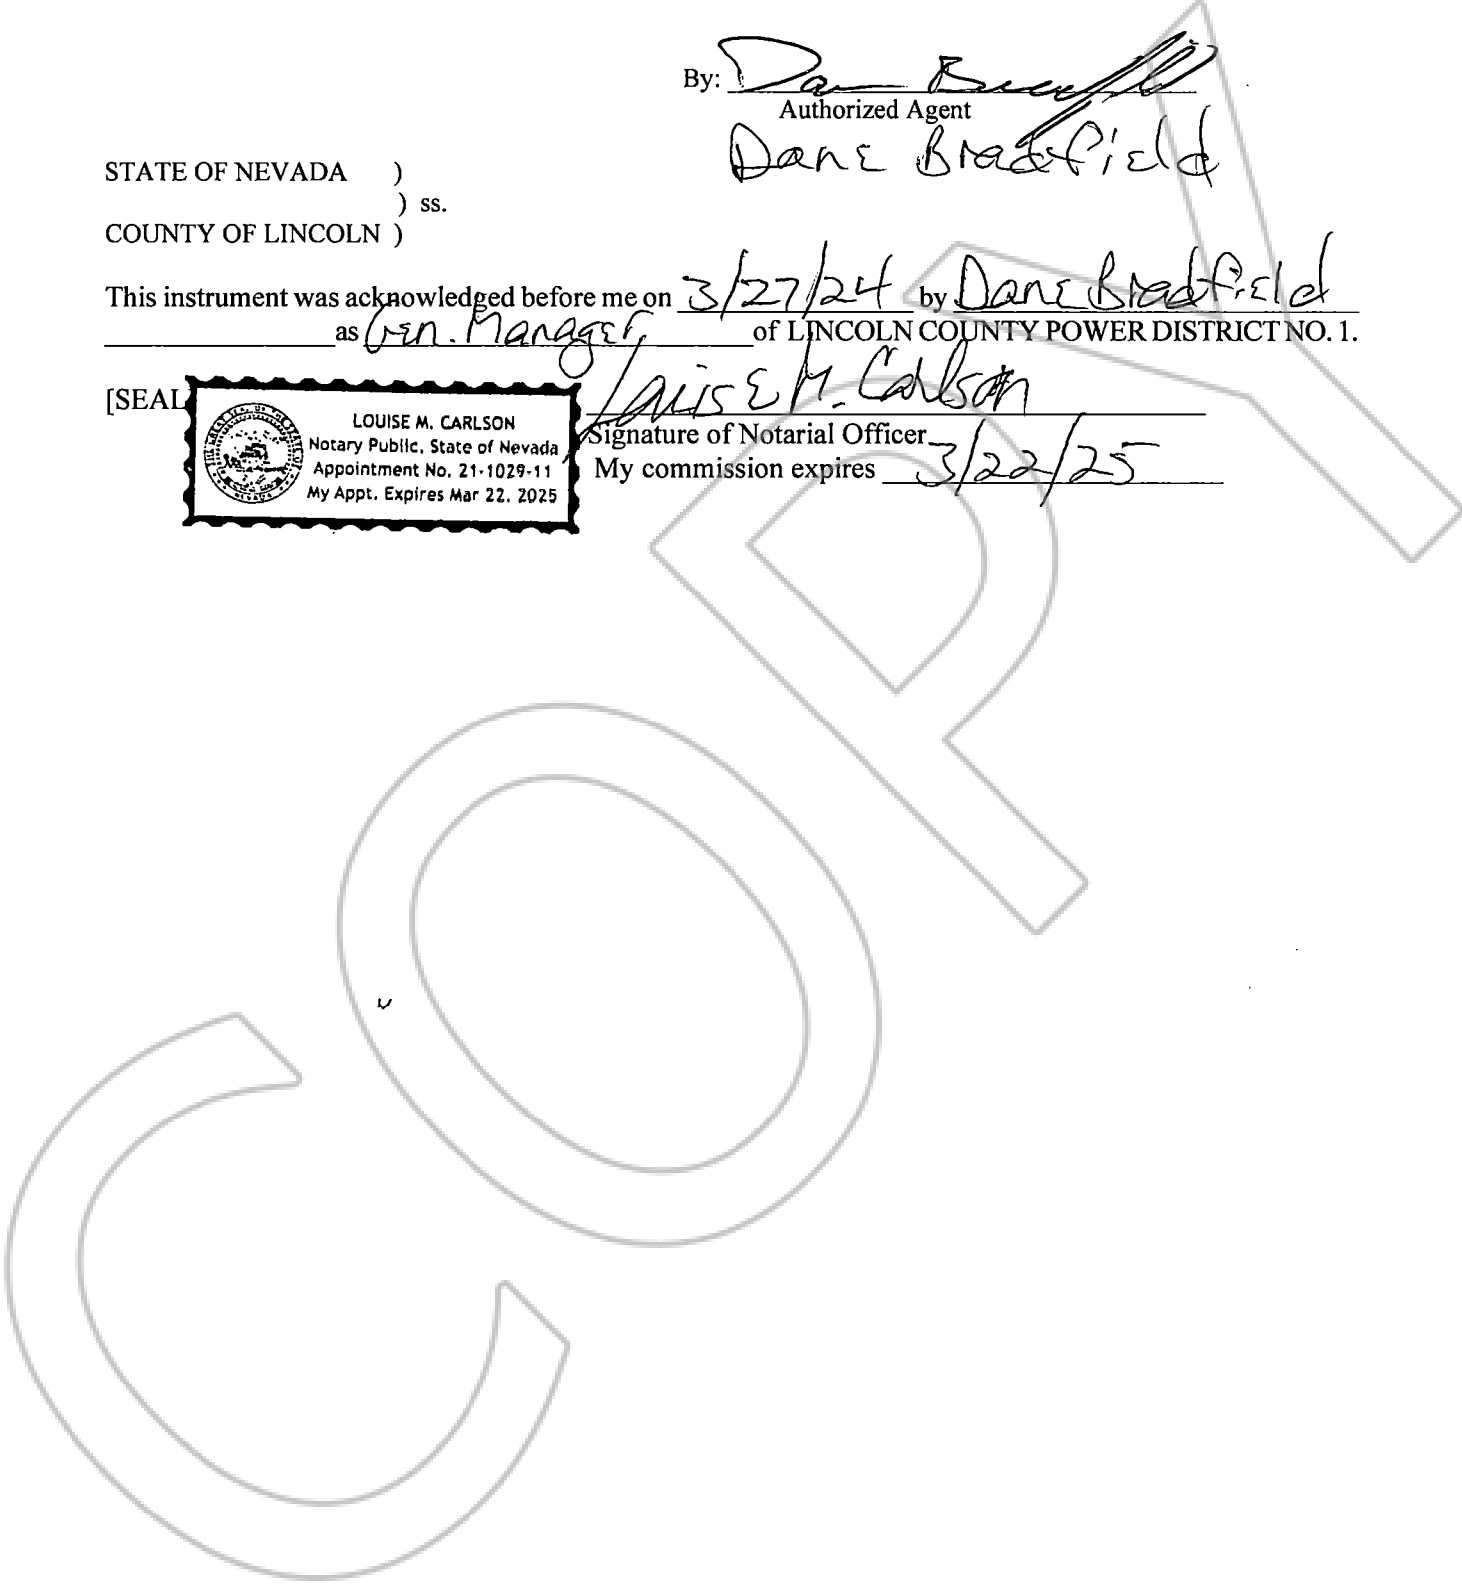 By: Dane Bradfield
Authorized Agent
Dane Bradfield
STATE OF NEVADA )
) ss.
COUNTY OF LINCOLN )
This instrument was acknowledged before me on 3/27/24 by Dane Bradfield
as Gen. Manager of LINCOLN COUNTY POWER DISTRICT NO. 1.
[SEAL
LOUISE M. CARLSON
Notary Public, State of Nevada
Appointment No. 21-1029-11
My Appt. Expires Mar 22, 2025
Louise M. Carlson
Signature of Notarial Officer
My commission expires 3/22/25
COPY